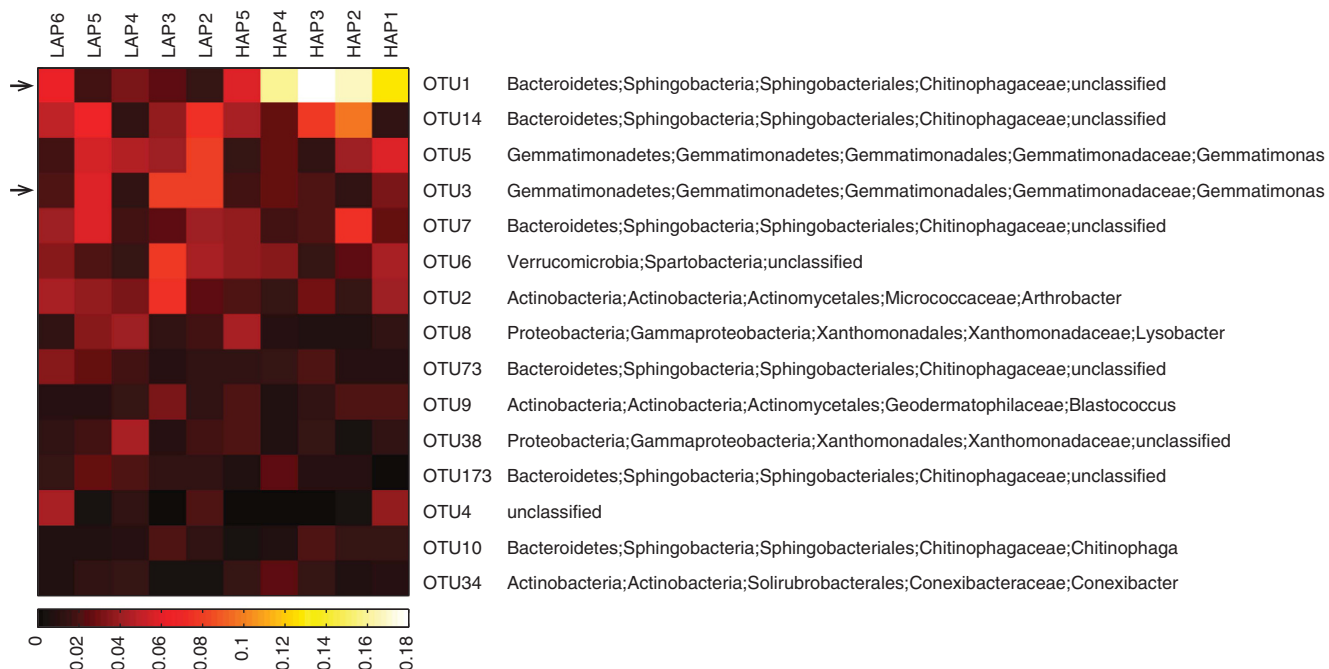 LAP6 LAP5 LAP4 LAP3 LAP2 HAP5 HAP4 HAP3 HAP2 HAP1
OTU1 Bacteroidetes;Sphingobacteria;Sphingobacteriales;Chitinophagaceae;unclassified
OTU14 Bacteroidetes;Sphingobacteria;Sphingobacteriales;Chitinophagaceae;unclassified
OTU5 Gemmatimonadetes;Gemmatimonadetes;Gemmatimonadales;Gemmatimonadaceae;Gemmatimonas
OTU3 Gemmatimonadetes;Gemmatimonadetes;Gemmatimonadales;Gemmatimonadaceae;Gemmatimonas
OTU7 Bacteroidetes;Sphingobacteria;Sphingobacteriales;Chitinophagaceae;unclassified
OTU6 Verrucomicrobia;Spartobacteria;unclassified
OTU2 Actinobacteria;Actinobacteria;Actinomycetales;Micrococcaceae;Arthrobacter
OTU8 Proteobacteria;Gammaproteobacteria;Xanthomonadales;Xanthomonadaceae;Lysobacter
OTU73 Bacteroidetes;Sphingobacteria;Sphingobacteriales;Chitinophagaceae;unclassified
OTU9 Actinobacteria;Actinobacteria;Actinomycetales;Geodermatophilaceae;Blastococcus
OTU38 Proteobacteria;Gammaproteobacteria;Xanthomonadales;Xanthomonadaceae;unclassified
OTU173 Bacteroidetes;Sphingobacteria;Sphingobacteriales;Chitinophagaceae;unclassified
OTU4 unclassified
OTU10 Bacteroidetes;Sphingobacteria;Sphingobacteriales;Chitinophagaceae;Chitinophaga
OTU34 Actinobacteria;Actinobacteria;Solirubrobacterales;Conexibacteraceae;Conexibacter
0 0.02 0.04 0.06 0.08 0.1 0.12 0.14 0.16 0.18